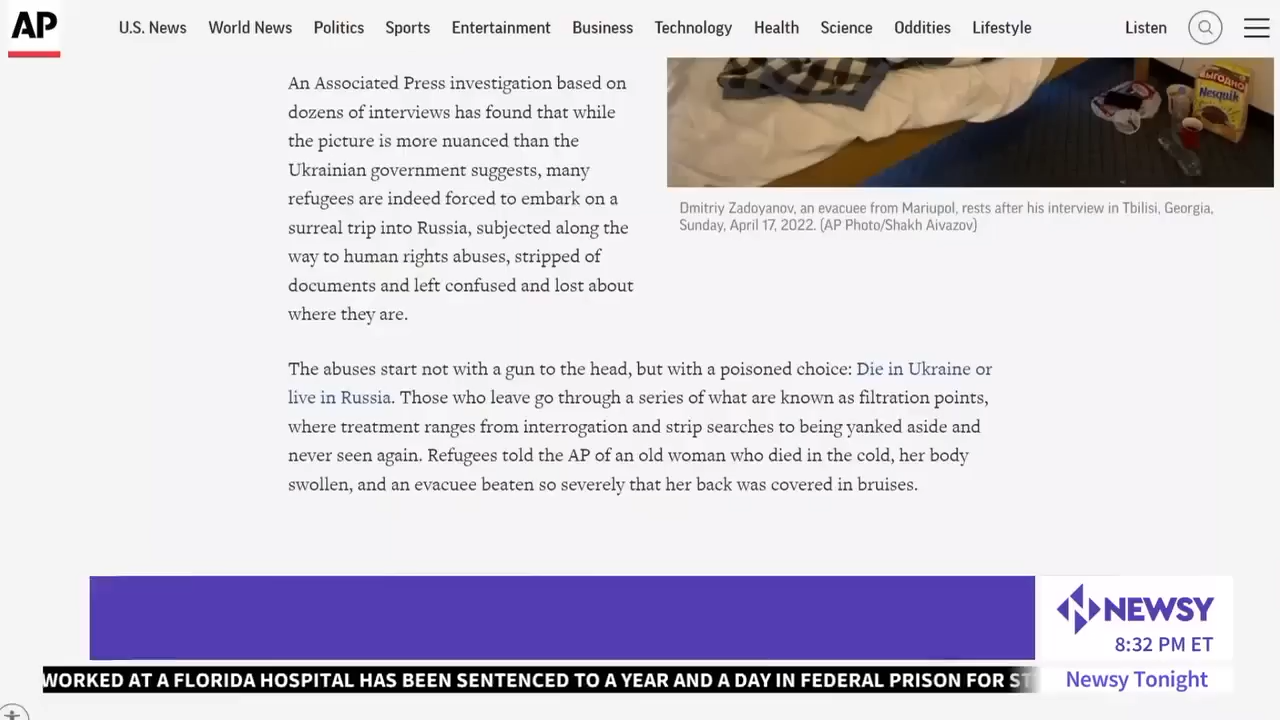 AP
U.S. News World News Politics Sports Entertainment Business Technology Health Science Oddities Lifestyle Listen
An Associated Press investigation based on
dozens of interviews has found that while
the picture is more nuanced than the
Ukrainian government suggests, many
refugees are indeed forced to embark on a
surreal trip into Russia, subjected along the
way to human rights abuses, stripped of
documents and left confused and lost about
where they are.
ВЫГОДНО
Nesquik
Dmitriy Zadoyanov, an evacuee from Mariupol, rests after his interview in Tbilisi, Georgia,
Sunday, April 17, 2022. (AP Photo/Shakh Aivazov)
The abuses start not with a gun to the head, but with a poisoned choice: Die in Ukraine or
live in Russia. Those who leave go through a series of what are known as filtration points,
where treatment ranges from interrogation and strip searches to being yanked aside and
never seen again. Refugees told the AP of an old woman who died in the cold, her body
swollen, and an evacuee beaten so severely that her back was covered in bruises.
NEWSY
8:32 PM ET
WORKED AT A FLORIDA HOSPITAL HAS BEEN SENTENCED TO A YEAR AND A DAY IN FEDERAL PRISON FOR
Newsy Tonight